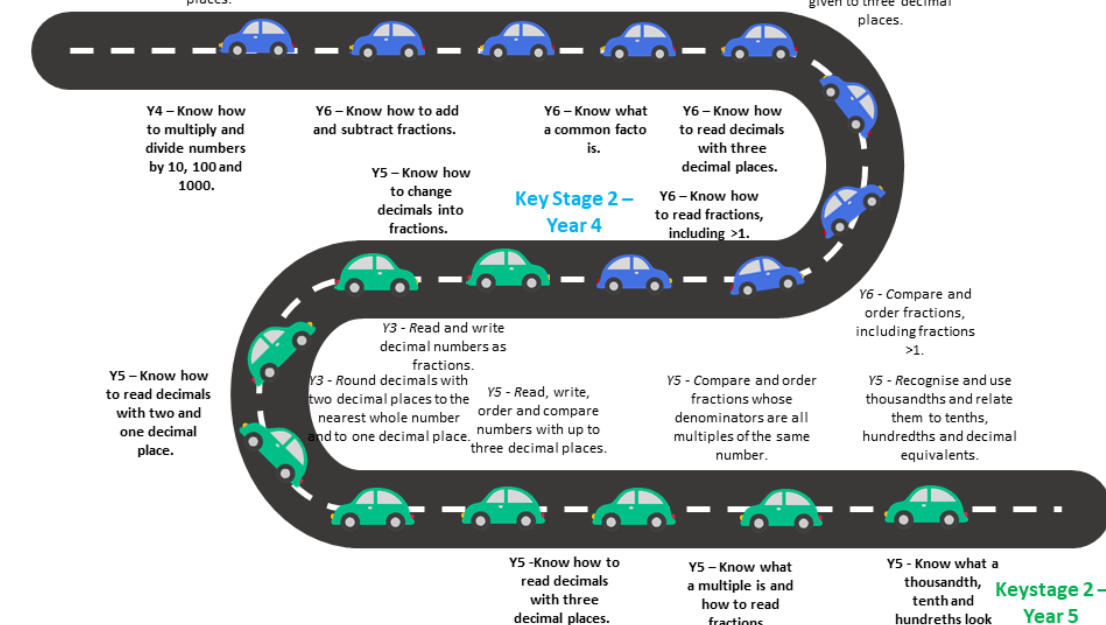 places.
given to three decimal
places.
Y4 – Know how
to multiply and
divide numbers
by 10, 100 and
1000.
Y6 – Know how to add
and subtract fractions.
Y6 – Know what
a common facto
is.
Y6 – Know how
to read decimals
with three
decimal places.
Y5 – Know how
to change
decimals into
fractions.
Key Stage 2 –
Year 4
Y6 – Know how
to read fractions,
including >1.
Y6 - Compare and
order fractions,
including fractions
>1.
Y3 - Read and write
decimal numbers as
fractions.
Y5 – Know how
to read decimals
with two and
one decimal
place.
Y3 - Round decimals with
two decimal places to the
nearest whole number
and to one decimal place.
Y5 - Read, write,
order and compare
numbers with up to
three decimal places.
Y5 - Compare and order
fractions whose
denominators are all
multiples of the same
number.
Y5 - Recognise and use
thousandths and relate
them to tenths,
hundredths and decimal
equivalents.
Y5 -Know how to
read decimals
with three
decimal places.
Y5 – Know what
a multiple is and
how to read
fractions
Y5 - Know what a
thousandth,
tenth and
hundreths look
Keystage 2 –
Year 5